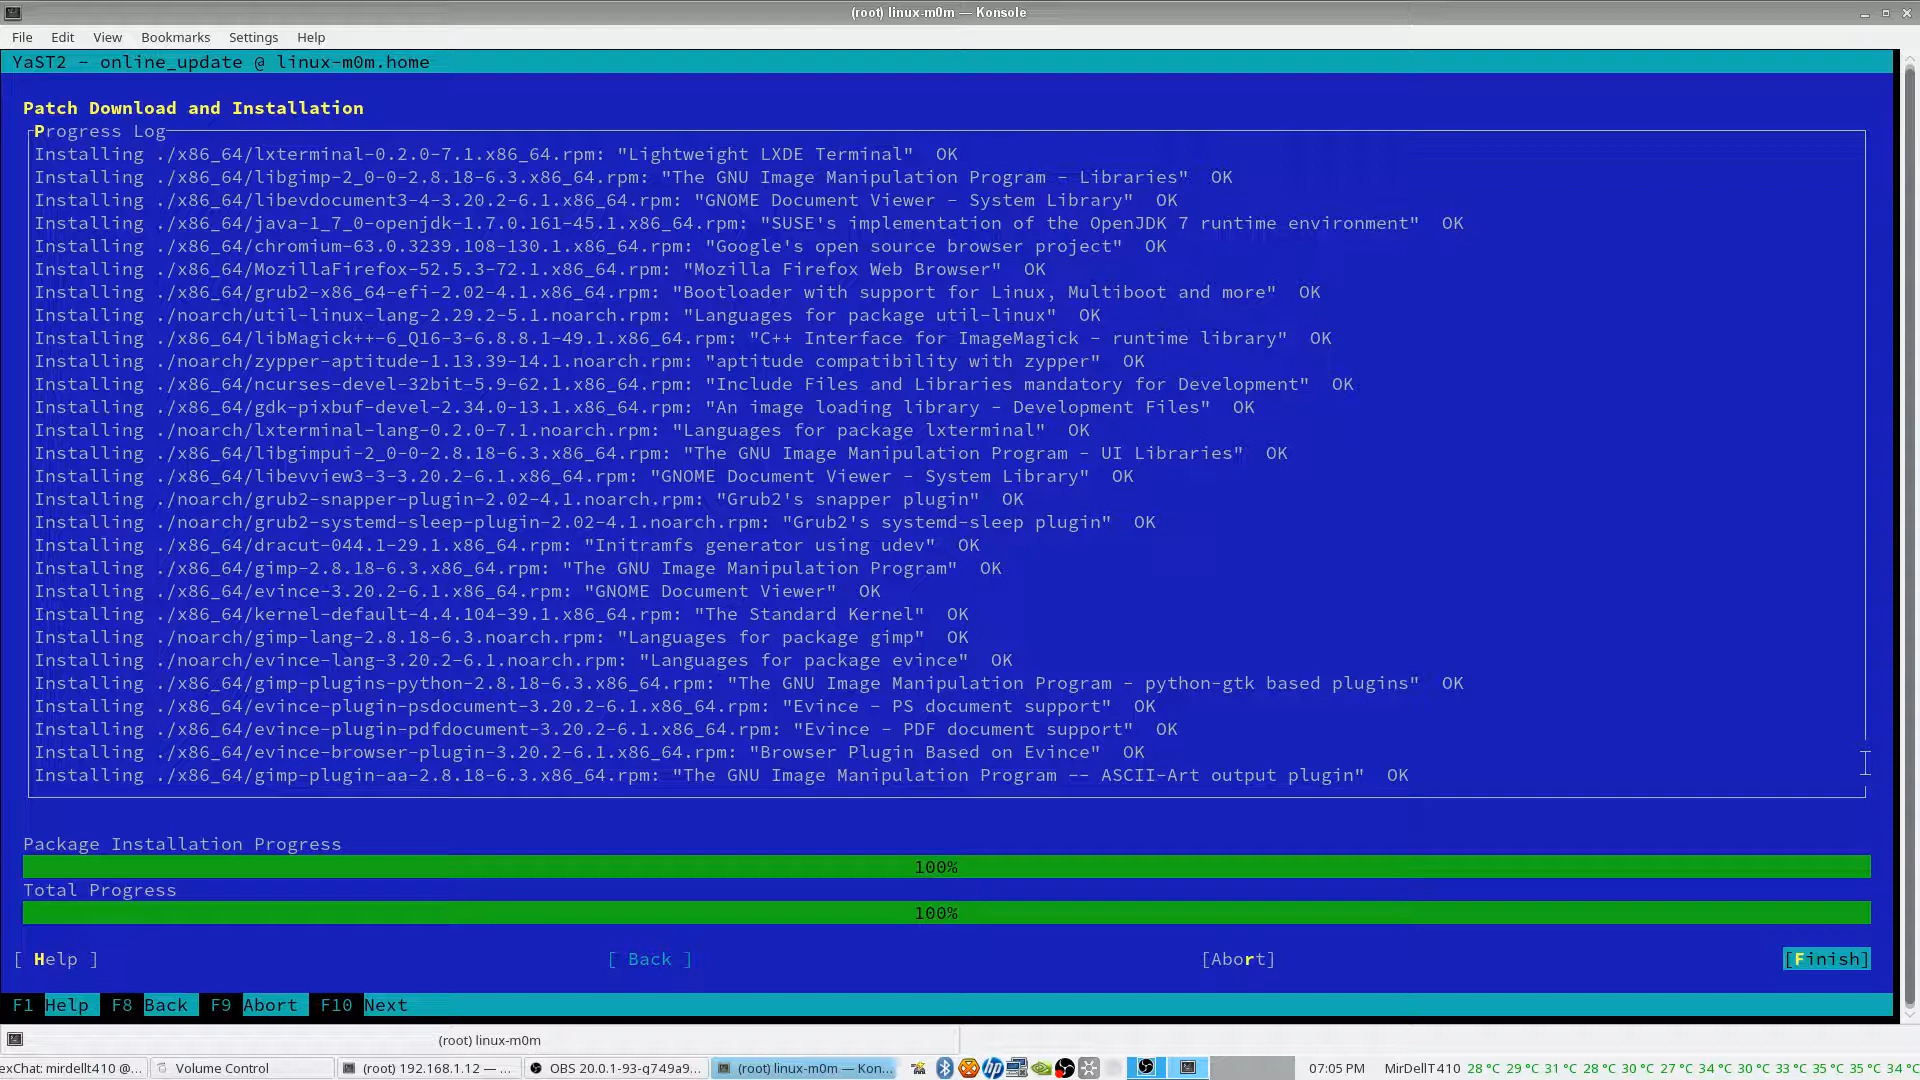 (root) linux-m0m — Konsole
File Edit View Bookmarks Settings Help
YaST2 - online_update @ linux-m0m.home
Patch Download and Installation
Progress Log
Installing ./x86_64/lxterminal-0.2.0-7.1.x86_64.rpm: "Lightweight LXDE Terminal" OK
Installing ./x86_64/libgimp-2_0-0-2.8.18-6.3.x86_64.rpm: "The GNU Image Manipulation Program - Libraries" OK
Installing ./x86_64/libevdocument3-4-3.20.2-6.1.x86_64.rpm: "GNOME Document Viewer - System Library" OK
Installing ./x86_64/java-1_7_0-openjdk-1.7.0.161-45.1.x86_64.rpm: "SUSE's implementation of the OpenJDK 7 runtime environment" OK
Installing ./x86_64/chromium-63.0.3239.108-130.1.x86_64.rpm: "Google's open source browser project" OK
Installing ./x86_64/MozillaFirefox-52.5.3-72.1.x86_64.rpm: "Mozilla Firefox Web Browser" OK
Installing ./x86_64/grub2-x86_64-efi-2.02-4.1.x86_64.rpm: "Bootloader with support for Linux, Multiboot and more" OK
Installing ./noarch/util-linux-lang-2.29.2-5.1.noarch.rpm: "Languages for package util-linux" OK
Installing ./x86_64/libMagick++-6_Q16-3-6.8.8.1-49.1.x86_64.rpm: "C++ Interface for ImageMagick - runtime library" OK
Installing ./noarch/zypper-aptitude-1.13.39-14.1.noarch.rpm: "aptitude compatibility with zypper" OK
Installing ./x86_64/ncurses-devel-32bit-5.9-62.1.x86_64.rpm: "Include Files and Libraries mandatory for Development" OK
Installing ./x86_64/gdk-pixbuf-devel-2.34.0-13.1.x86_64.rpm: "An image loading library - Development Files" OK
Installing ./noarch/lxterminal-lang-0.2.0-7.1.noarch.rpm: "Languages for package lxterminal" OK
Installing ./x86_64/libgimpui-2_0-0-2.8.18-6.3.x86_64.rpm: "The GNU Image Manipulation Program - UI Libraries" OK
Installing ./x86_64/libevview3-3-3.20.2-6.1.x86_64.rpm: "GNOME Document Viewer - System Library" OK
Installing ./noarch/grub2-snapper-plugin-2.02-4.1.noarch.rpm: "Grub2's snapper plugin" OK
Installing ./noarch/grub2-systemd-sleep-plugin-2.02-4.1.noarch.rpm: "Grub2's systemd-sleep plugin" OK
Installing ./x86_64/dracut-044.1-29.1.x86_64.rpm: "Initramfs generator using udev" OK
Installing ./x86_64/gimp-2.8.18-6.3.x86_64.rpm: "The GNU Image Manipulation Program" OK
Installing ./x86_64/evince-3.20.2-6.1.x86_64.rpm: "GNOME Document Viewer" OK
Installing ./x86_64/kernel-default-4.4.104-39.1.x86_64.rpm: "The Standard Kernel" OK
Installing ./noarch/gimp-lang-2.8.18-6.3.noarch.rpm: "Languages for package gimp" OK
Installing ./noarch/evince-lang-3.20.2-6.1.noarch.rpm: "Languages for package evince" OK
Installing ./x86_64/gimp-plugins-python-2.8.18-6.3.x86_64.rpm: "The GNU Image Manipulation Program - python-gtk based plugins" OK
Installing ./x86_64/evince-plugin-psdocument-3.20.2-6.1.x86_64.rpm: "Evince - PS document support" OK
Installing ./x86_64/evince-plugin-pdfdocument-3.20.2-6.1.x86_64.rpm: "Evince - PDF document support" OK
Installing ./x86_64/evince-browser-plugin-3.20.2-6.1.x86_64.rpm: "Browser Plugin Based on Evince" OK
Installing ./x86_64/gimp-plugin-aa-2.8.18-6.3.x86_64.rpm: "The GNU Image Manipulation Program -- ASCII-Art output plugin" OK
Package Installation Progress
100%
Total Progress
100%
[ Help ] [ Back ] [Abort] [Finish]
F1 Help F8 Back F9 Abort F10 Next
(root) linux-m0m
exChat: mirdellt410 @... Volume Control (root) 192.168.1.12 — ... OBS 20.0.1-93-g749a9... (root) linux-m0m — Kon... 07:05 PM MirDellT410 28 °C 29 °C 31 °C 28 °C 30 °C 27 °C 34 °C 30 °C 33 °C 35 °C 35 °C 34 °C